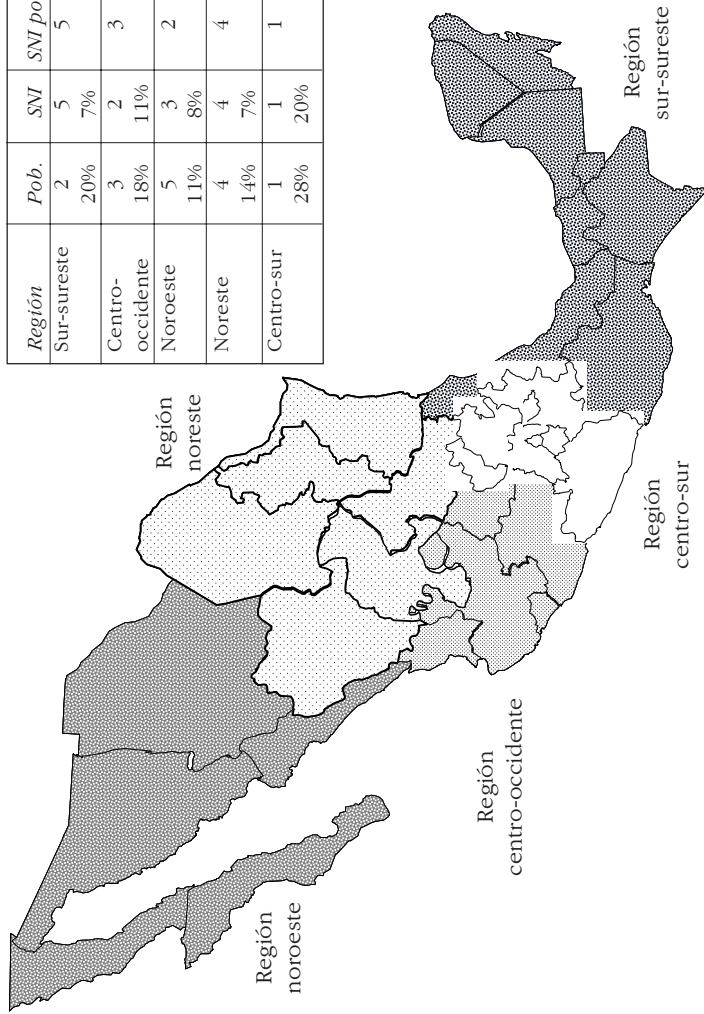 Región Pob. SNI SNI po
Sur-sureste 2 5 5
20% 7%
Centro- 3 2 3
occidente 18% 11%
Noroeste 5 3 2
11% 8%
Noreste 4 4 4
14% 7%
Centro-sur 1 1 1
28% 20%
Región
noreste
Región
noroeste
Región
centro-occidente
Región
centro-sur
Región
sur-sureste